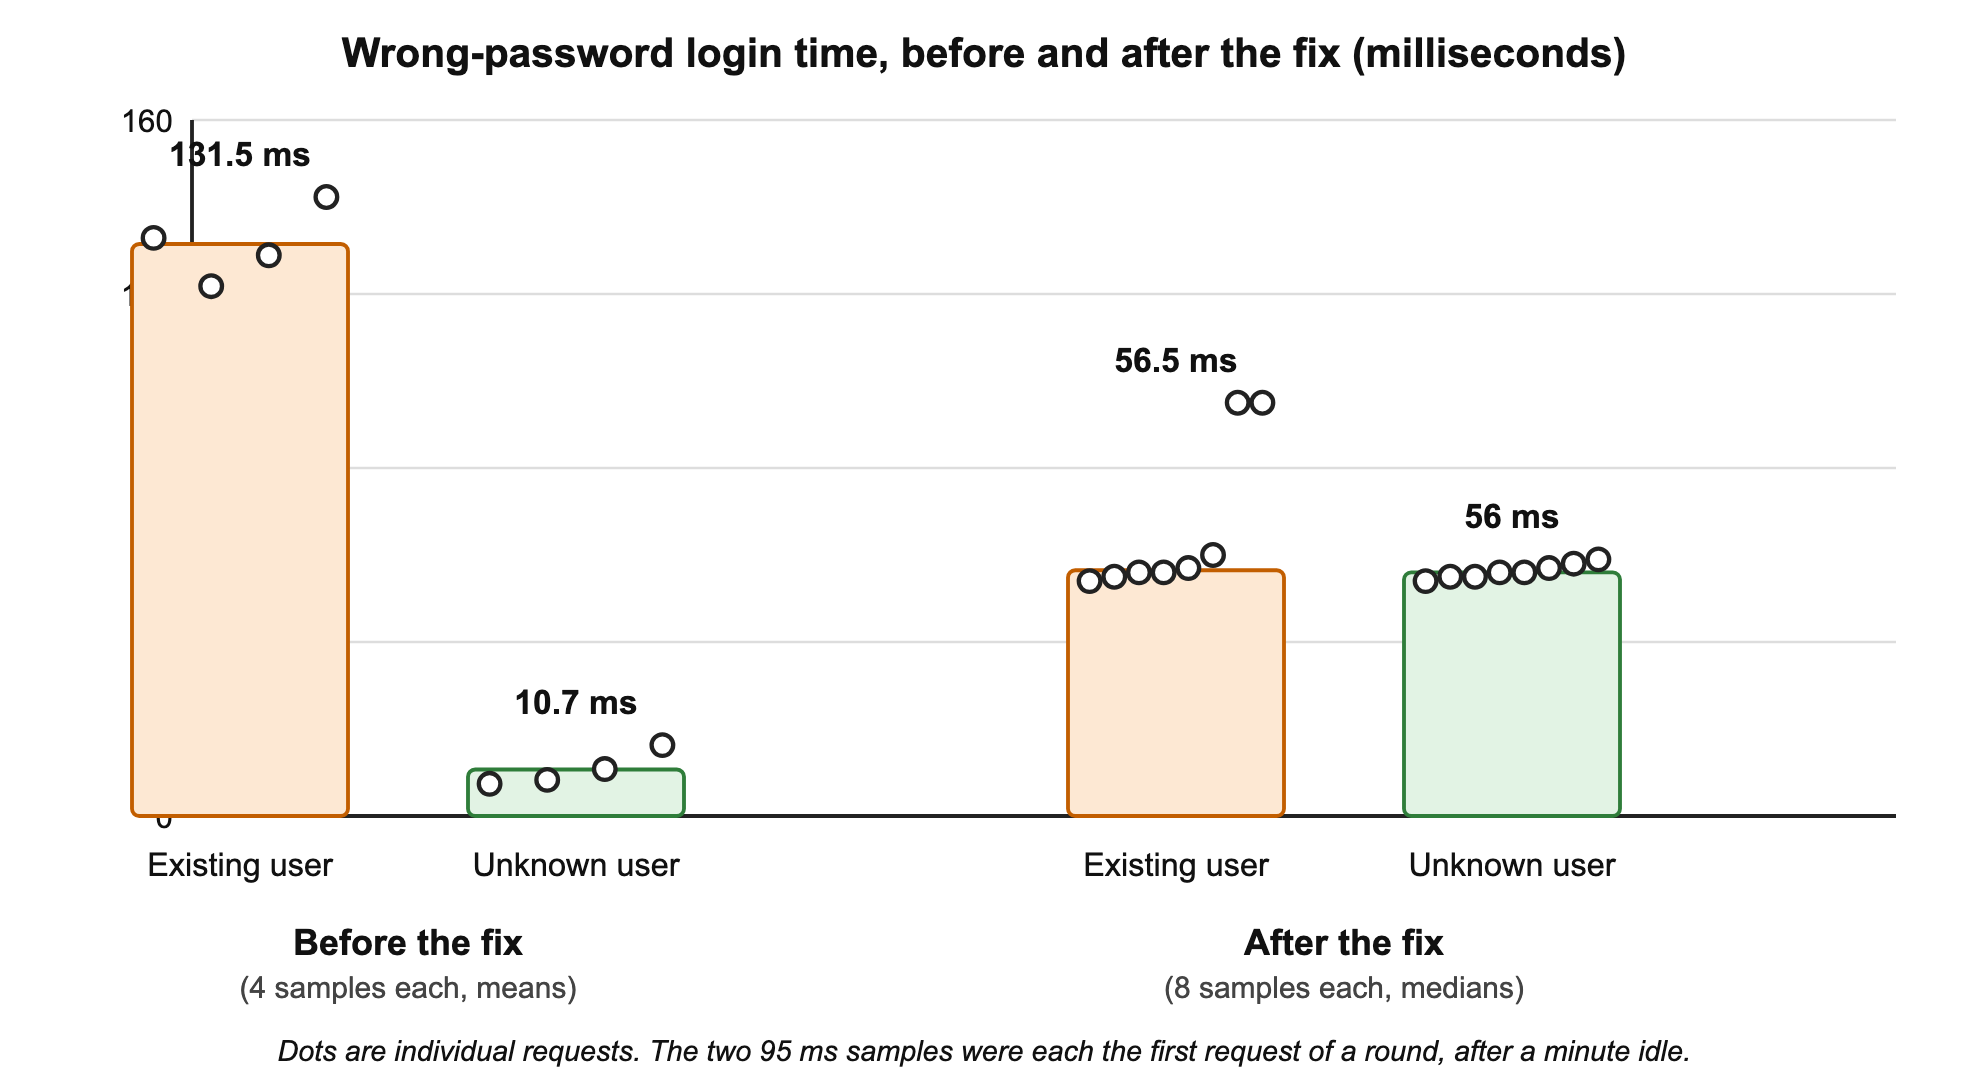 Wrong-password login time, before and after the fix (milliseconds)
160
131.5 ms
56.5 ms
56 ms
10.7 ms
0
Existing user
Unknown user
Existing user
Unknown user
Before the fix
After the fix
(4 samples each, means)
(8 samples each, medians)
Dots are individual requests. The two 95 ms samples were each the first request of a round, after a minute idle.